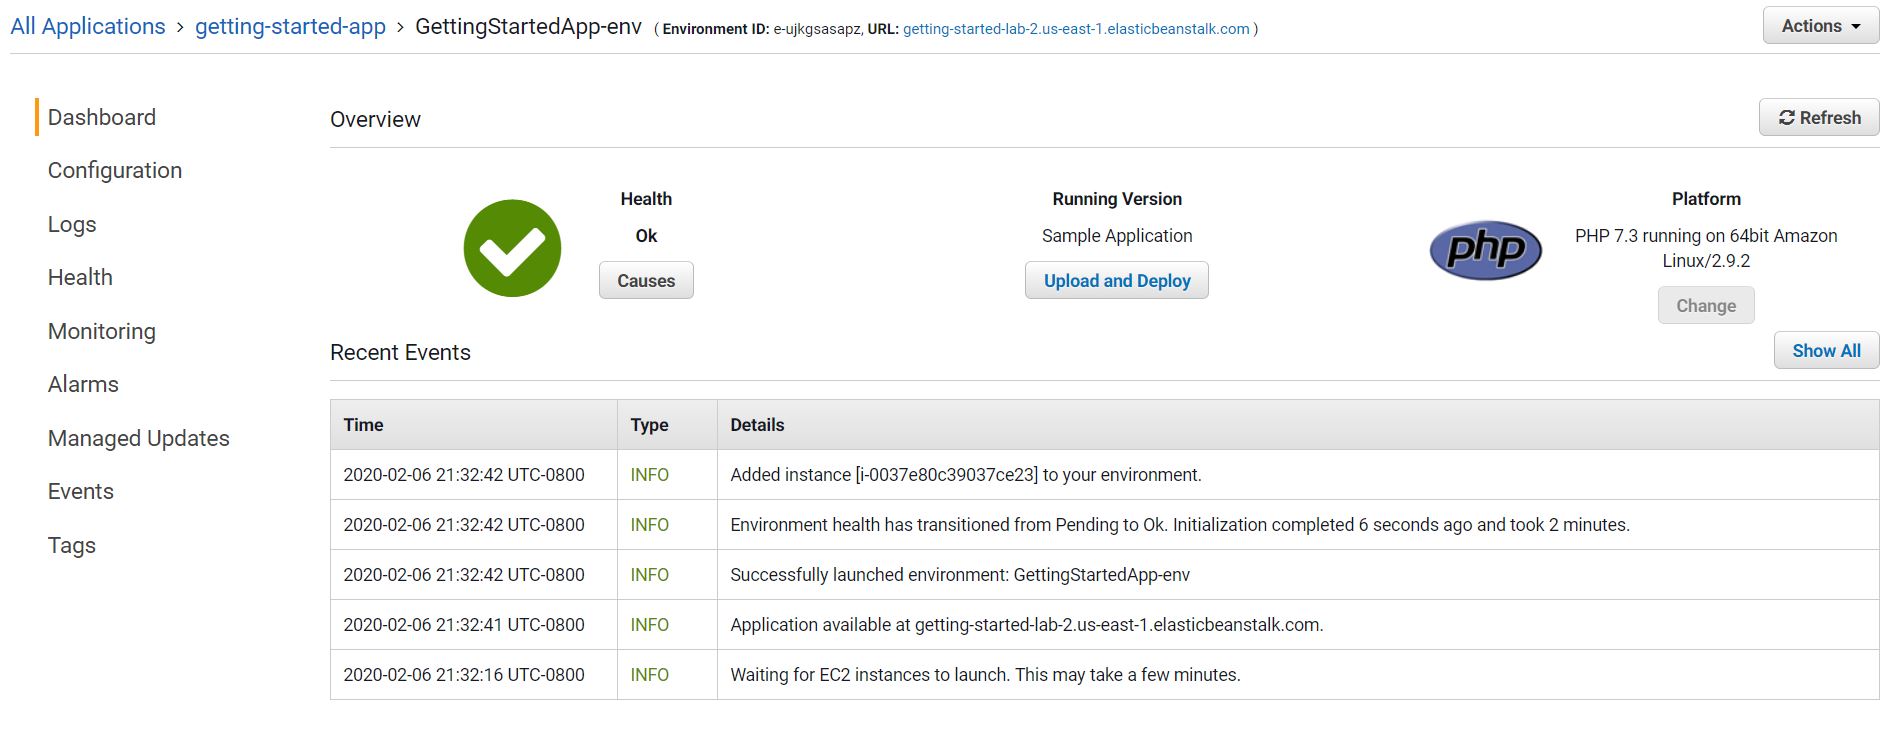 All Applications > getting-started-app > GettingStartedApp-env ( Environment ID: e-ujkgsasapz, URL: getting-started-lab-2.us-east-1.elasticbeanstalk.com )
Actions
Dashboard
Configuration
Logs
Health
Monitoring
Alarms
Managed Updates
Events
Tags
Overview
Refresh
Health
Ok
Causes
Running Version
Sample Application
Upload and Deploy
php
Platform
PHP 7.3 running on 64bit Amazon
Linux/2.9.2
Change
Recent Events
Show All
Time Type Details
2020-02-06 21:32:42 UTC-0800 INFO Added instance [i-0037e80c39037ce23] to your environment.
2020-02-06 21:32:42 UTC-0800 INFO Environment health has transitioned from Pending to Ok. Initialization completed 6 seconds ago and took 2 minutes.
2020-02-06 21:32:42 UTC-0800 INFO Successfully launched environment: GettingStartedApp-env
2020-02-06 21:32:41 UTC-0800 INFO Application available at getting-started-lab-2.us-east-1.elasticbeanstalk.com.
2020-02-06 21:32:16 UTC-0800 INFO Waiting for EC2 instances to launch. This may take a few minutes.